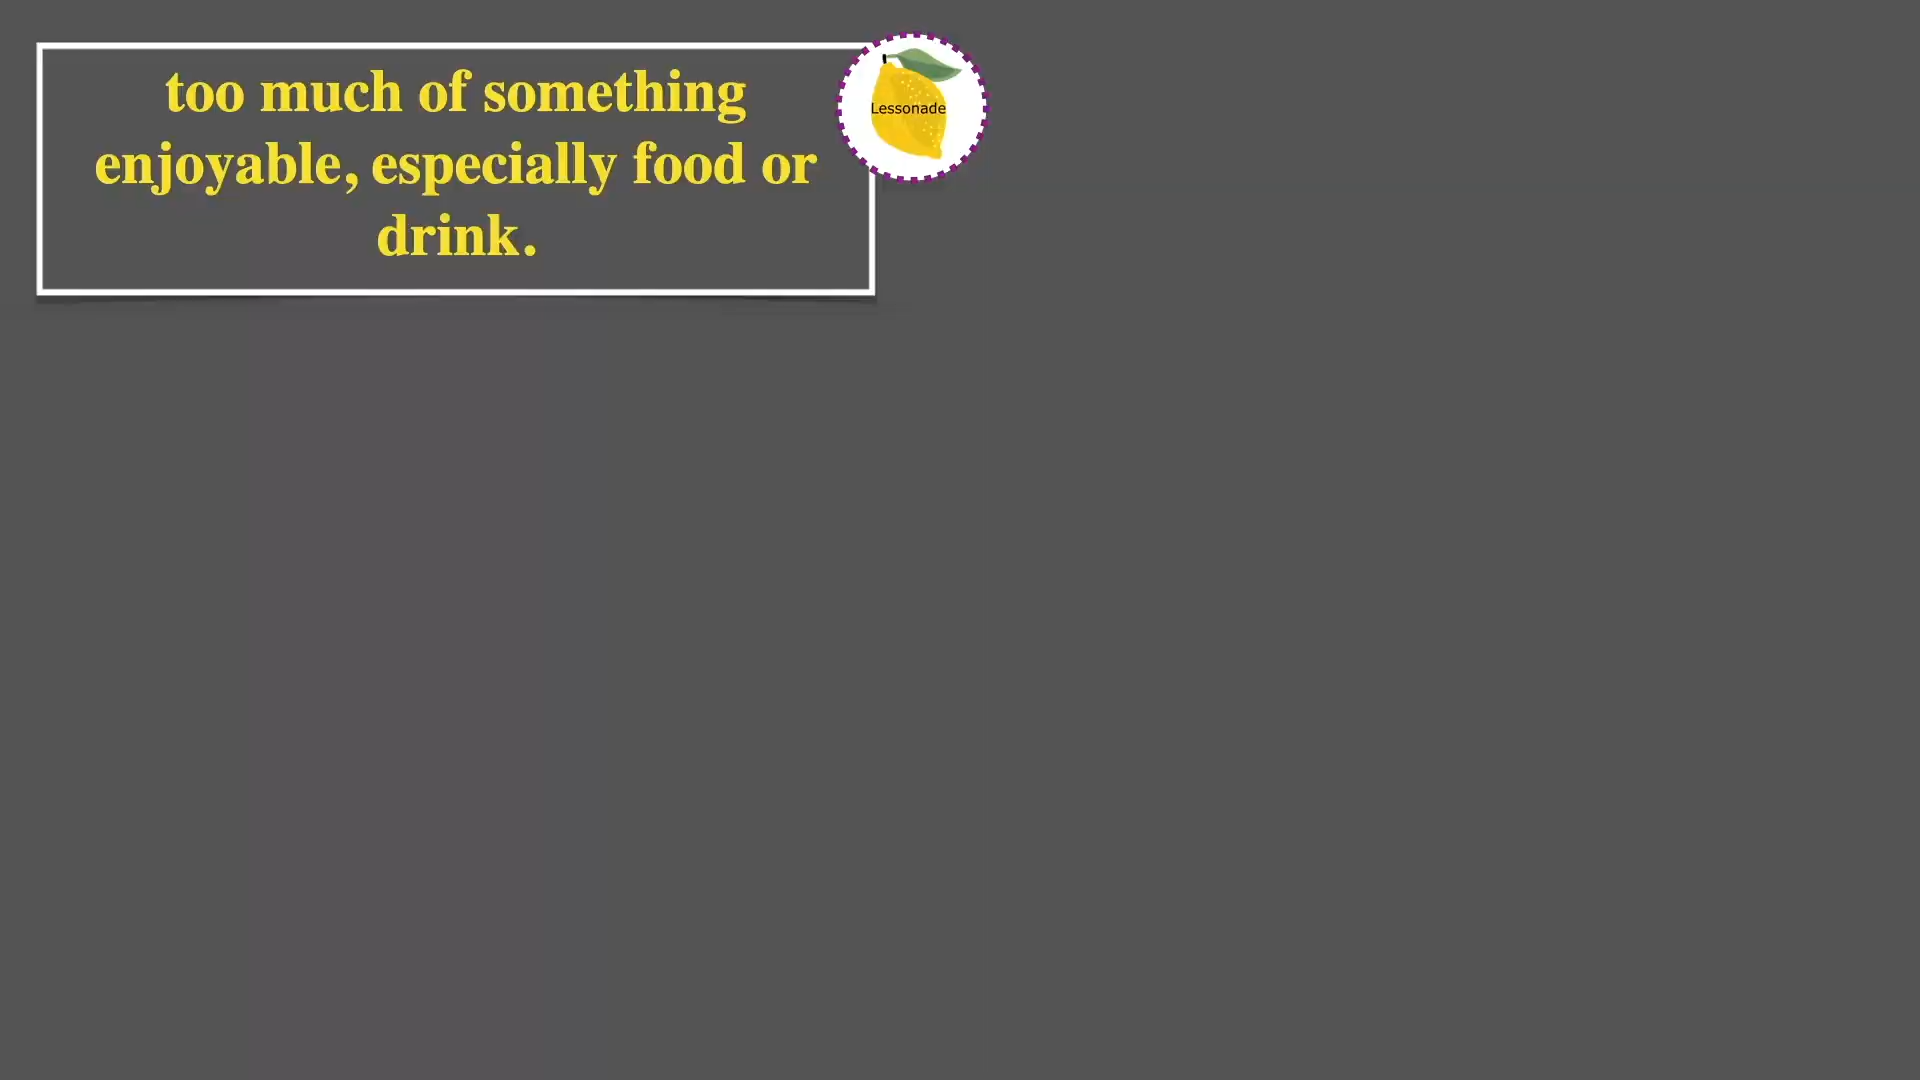 too much of something
enjoyable, especially food or
drink.
Lessonade